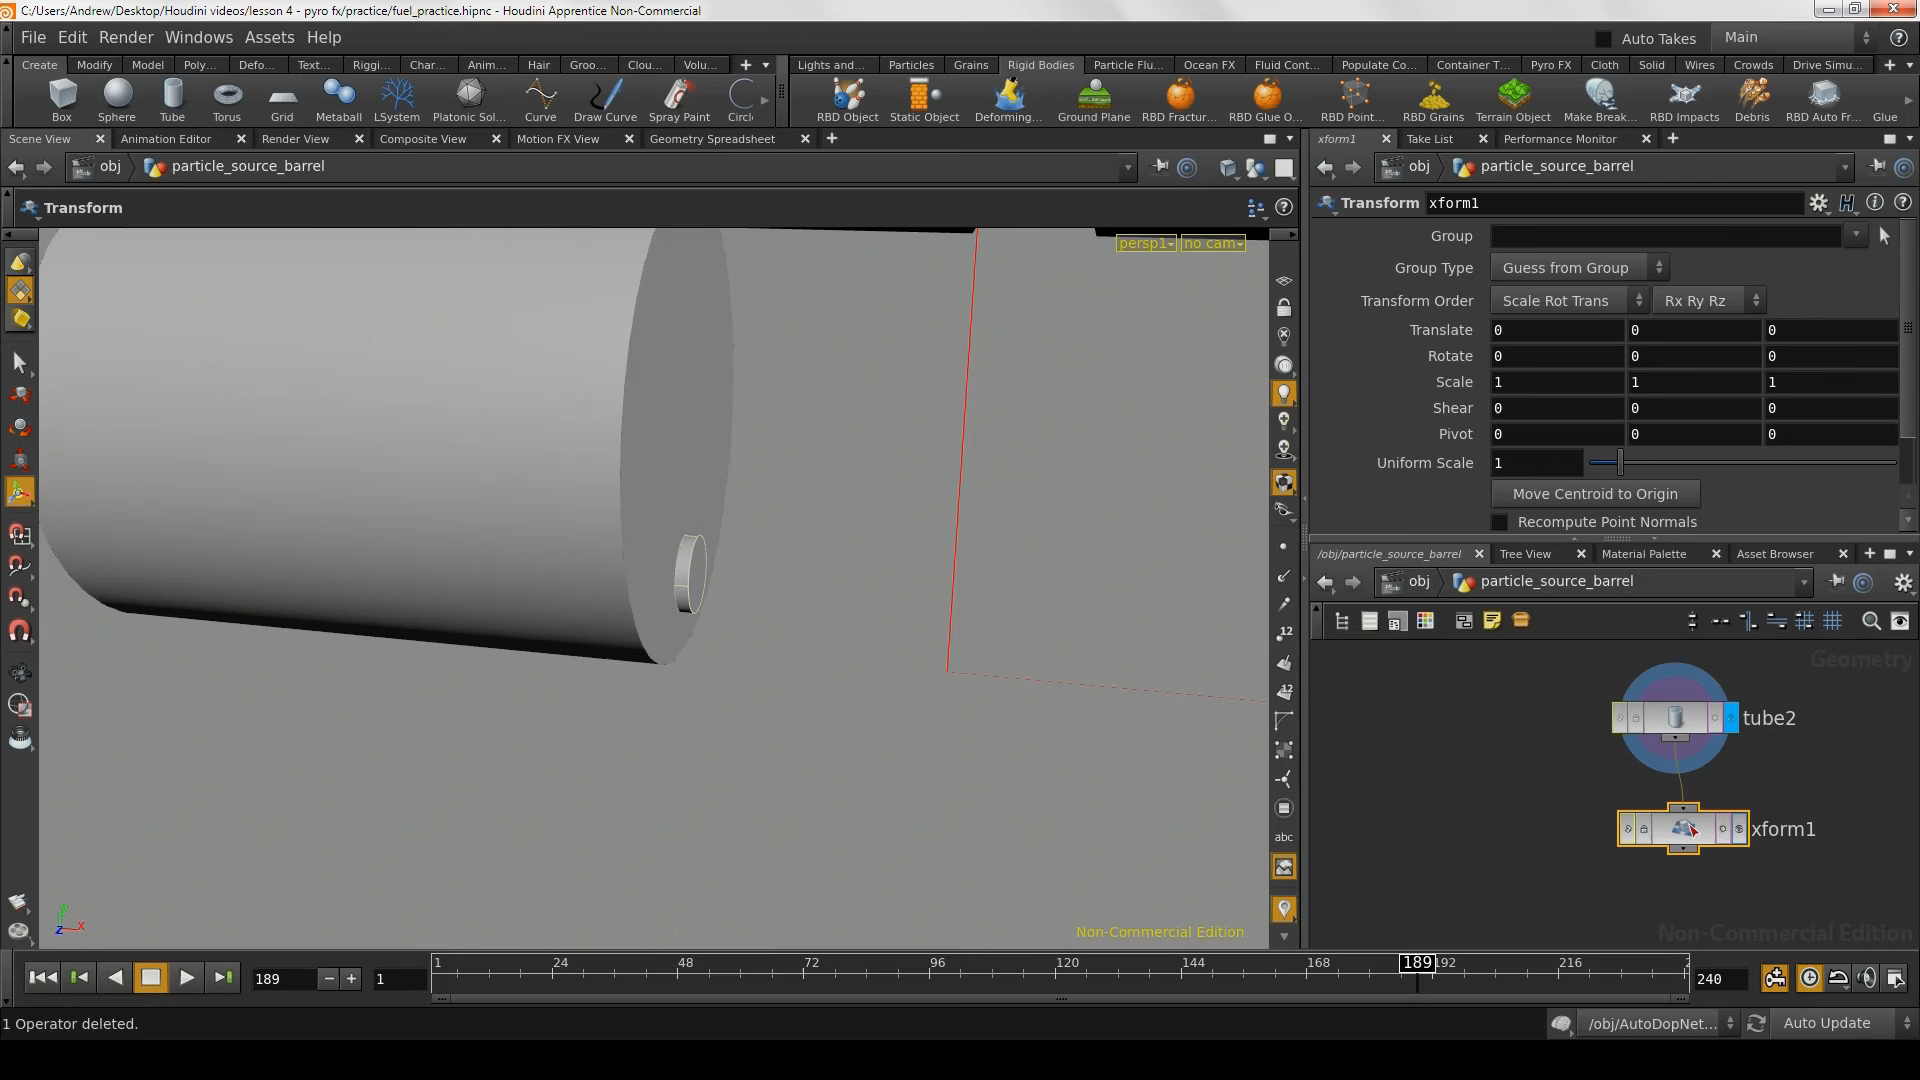 C:/Users/Andrew/Desktop/Houdini videos/lesson 4 - pyro fx/practice/fuel_practice.hipnc - Houdini Apprentice Non-Commercial
File Edit Render Windows Assets Help
Auto Takes Main
Create Modify Model Poly... Defo... Text... Riggi... Char... Anim... Hair Groo... Clou... Volu...
Lights and... Particles Grains Rigid Bodies Particle Flu... Ocean FX Fluid Cont... Populate Co... Container T... Pyro FX Cloth Solid Wires Crowds Drive Simu...
Box Sphere Tube Torus Grid Metaball LSystem Platonic Sol... Curve Draw Curve Spray Paint Circle
RBD Object Static Object Deforming... Ground Plane RBD Fractur... RBD Glue O... RBD Point... RBD Grains Terrain Object Make Break... RBD Impacts Debris RBD Auto Fr... Glue
Scene View Animation Editor Render View Composite View Motion FX View Geometry Spreadsheet
xform1 Take List Performance Monitor
obj particle_source_barrel
obj particle_source_barrel
Transform
Transform xform1
persp1 no cam
Group
Group Type Guess from Group
Transform Order Scale Rot Trans Rx Ry Rz
Translate 0 0 0
Rotate 0 0 0
Scale 1 1 1
Shear 0 0 0
Pivot 0 0 0
Uniform Scale 1
Move Centroid to Origin
Recompute Point Normals
/obj/particle_source_barrel Tree View Material Palette Asset Browser
obj particle_source_barrel
12
12
abc
Geometry
tube2
xform1
y
z x
Non-Commercial Edition
Non-Commercial Edition
189 1
1 24 48 72 96 120 144 168 189 192 216 2
240
1 Operator deleted.
/obj/AutoDopNet... Auto Update